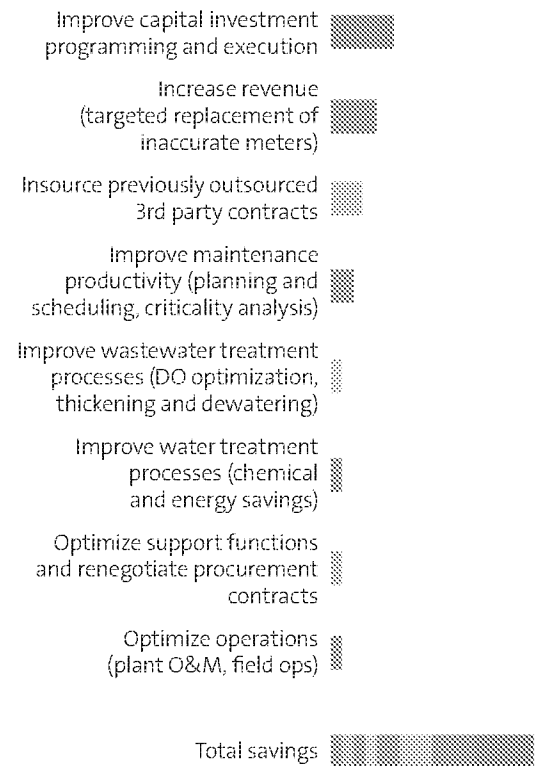 Improve capital investment
programming and execution
Increase revenue
(targeted replacement of
inaccurate meters)
Insource previously outsourced
3rd party contracts
Improve maintenance
productivity (planning and
scheduling, criticality analysis)
Improve wastewater treatment
processes (DO optimization,
thickening and dewatering)
Improve water treatment
processes (chemical
and energy savings)
Optimize support functions
and renegotiate procurement
contracts
Optimize operations
(plant O&M, field ops)
Total savings